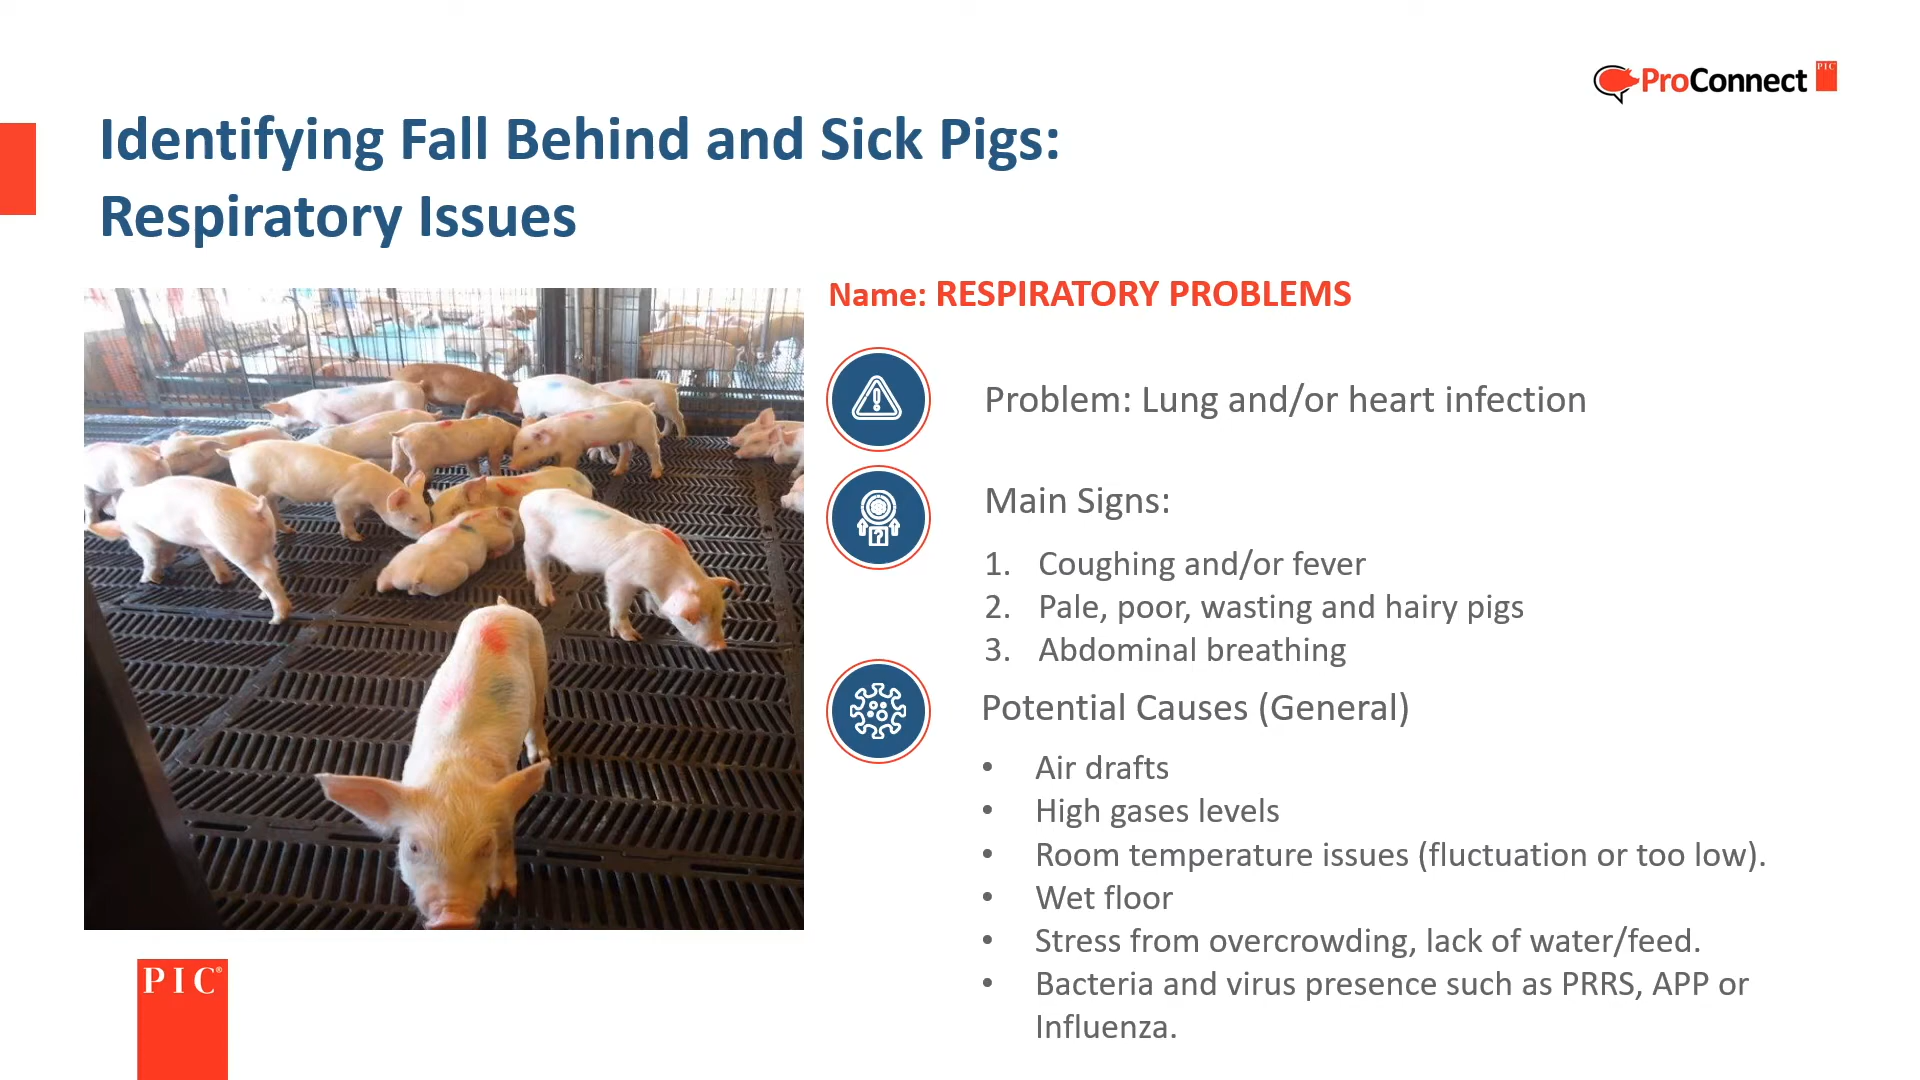 ProConnect PIC
Identifying Fall Behind and Sick Pigs:
Respiratory Issues
Name: RESPIRATORY PROBLEMS
Problem: Lung and/or heart infection
Main Signs:
1. Coughing and/or fever
2. Pale, poor, wasting and hairy pigs
3. Abdominal breathing
Potential Causes (General)
• Air drafts
• High gases levels
• Room temperature issues (fluctuation or too low).
• Wet floor
• Stress from overcrowding, lack of water/feed.
• Bacteria and virus presence such as PRRS, APP or
Influenza.
PIC®